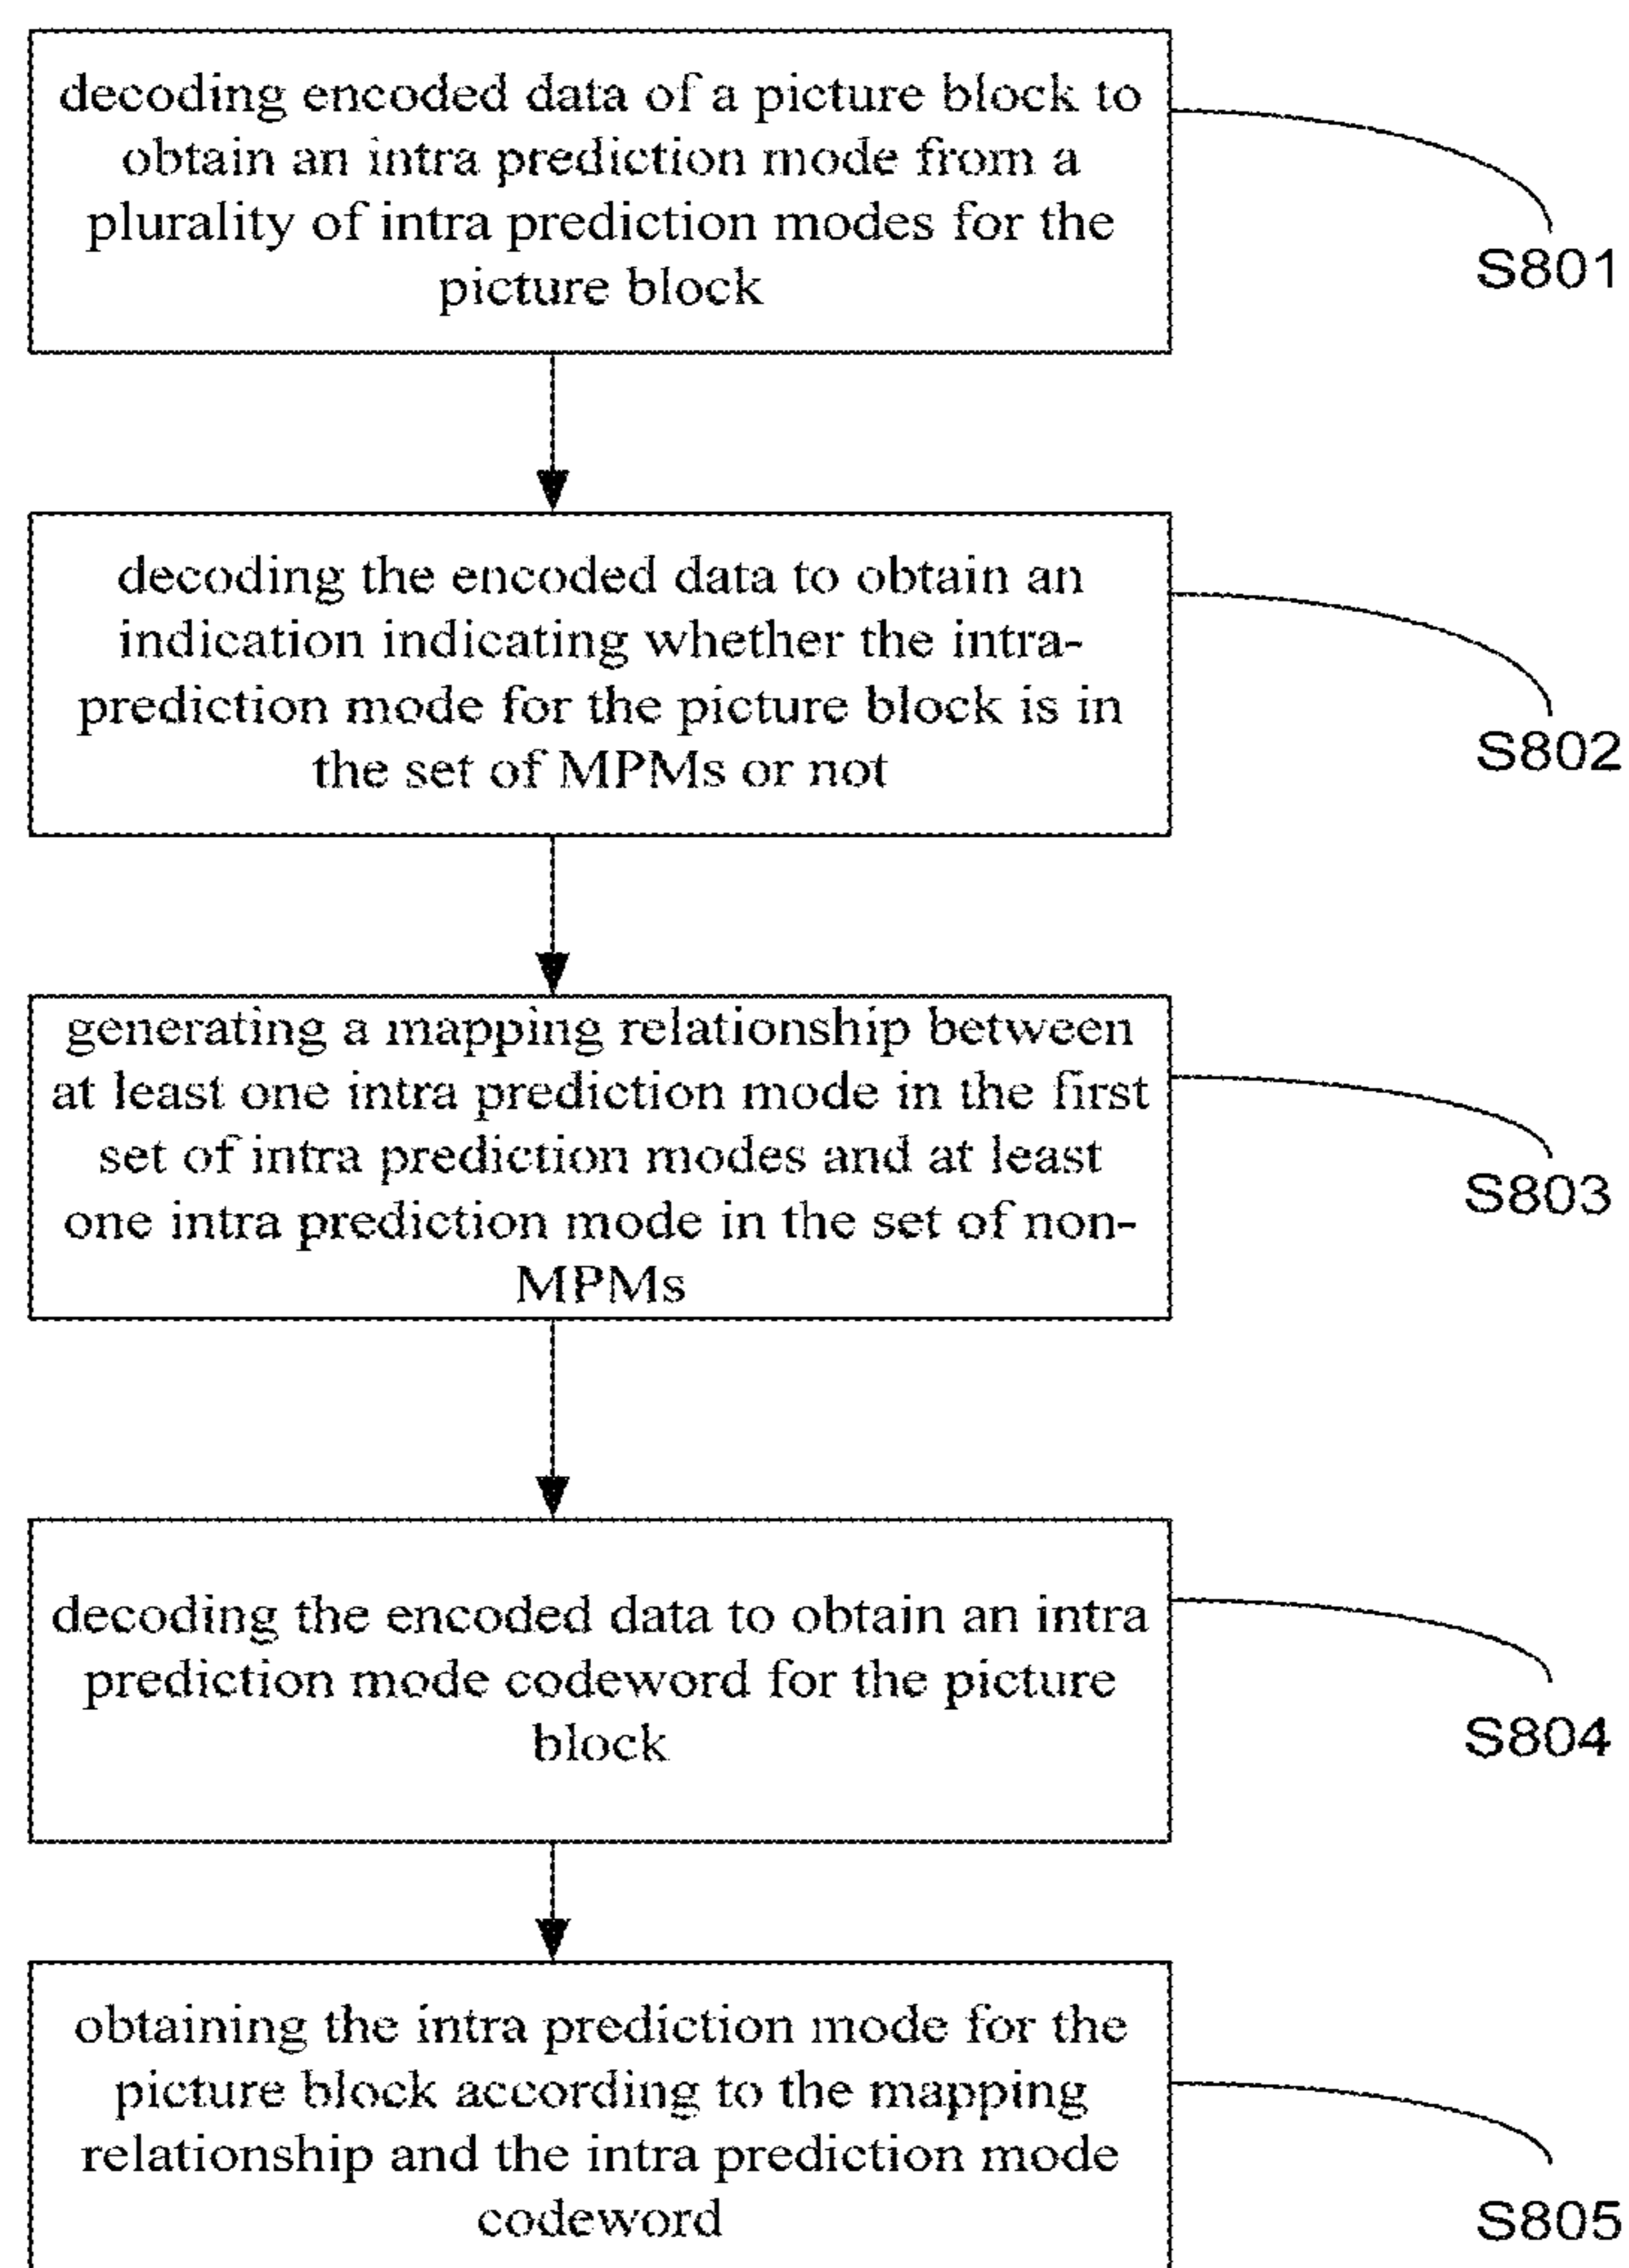 decoding encoded data of a picture block to
obtain an intra prediction mode from a
plurality of intra prediction modes for the
picture block
S801
decoding the encoded data to obtain an
indication indicating whether the intra-
prediction mode for the picture block is in
the set of MPMs or not
S802
generating a mapping relationship between
at least one intra prediction mode in the first
set of intra prediction modes and at least
one intra prediction mode in the set of non-
MPMs
S803
decoding the encoded data to obtain an intra
prediction mode codeword for the picture
block
S804
obtaining the intra prediction mode for the
picture block according to the mapping
relationship and the intra prediction mode
codeword
S805